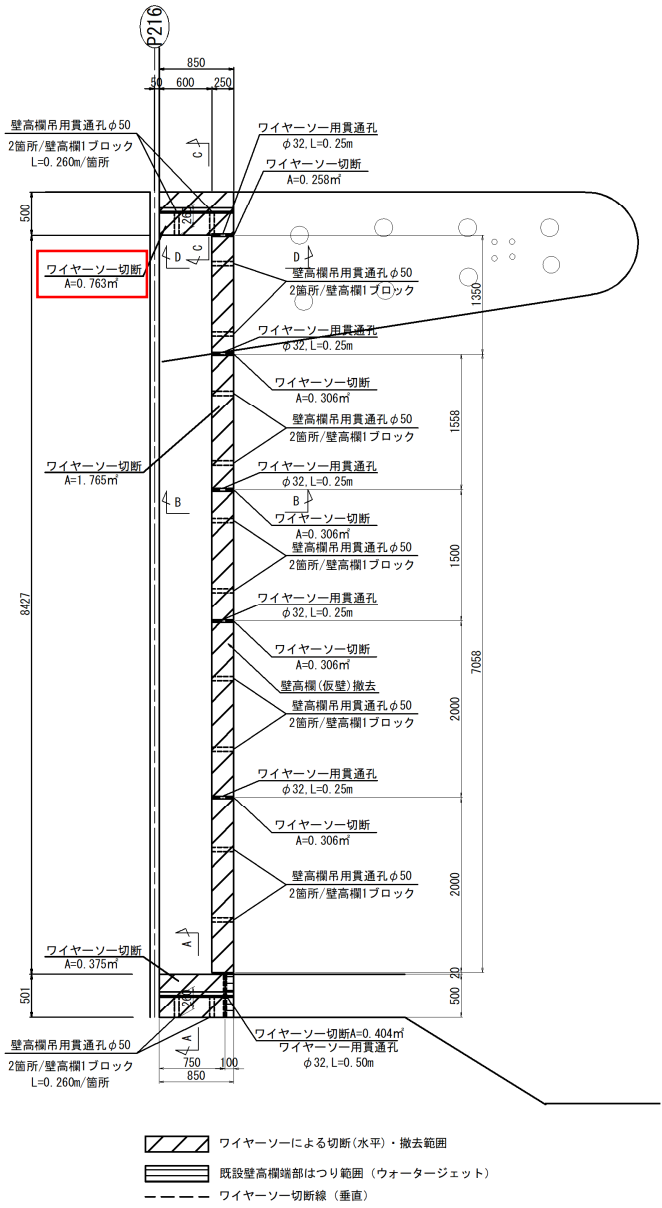 P216
850
50
600
250
壁高欄吊用貫通孔φ50
2箇所/壁高欄1ブロック
L=0.260m/箇所
C
ワイヤーソー用貫通孔
φ32,L=0.25m
ワイヤーソー切断
A=0.258㎡
500
260
C
D
D
ワイヤーソー切断
A=0.763㎡
壁高欄吊用貫通孔φ50
2箇所/壁高欄1ブロック
1350
ワイヤーソー用貫通孔
φ32,L=0.25m
ワイヤーソー切断
A=0.306㎡
壁高欄吊用貫通孔φ50
2箇所/壁高欄1ブロック
1558
ワイヤーソー切断
A=1.765㎡
ワイヤーソー用貫通孔
φ32,L=0.25m
B
B
ワイヤーソー切断
A=0.306㎡
壁高欄吊用貫通孔φ50
2箇所/壁高欄1ブロック
1500
8427
ワイヤーソー用貫通孔
φ32,L=0.25m
ワイヤーソー切断
A=0.306㎡
7058
壁高欄(仮壁)撤去
壁高欄吊用貫通孔φ50
2箇所/壁高欄1ブロック
2000
ワイヤーソー用貫通孔
φ32,L=0.25m
ワイヤーソー切断
A=0.306㎡
壁高欄吊用貫通孔φ50
2箇所/壁高欄1ブロック
2000
A
ワイヤーソー切断
A=0.375㎡
20
501
260
500
A
ワイヤーソー切断A=0.404㎡
ワイヤーソー用貫通孔
φ32,L=0.50m
壁高欄吊用貫通孔φ50
2箇所/壁高欄1ブロック
L=0.260m/箇所
750
100
850
ワイヤーソーによる切断(水平)・撤去範囲
既設壁高欄端部はつり範囲（ウォータージェット）
ワイヤーソー切断線（垂直）